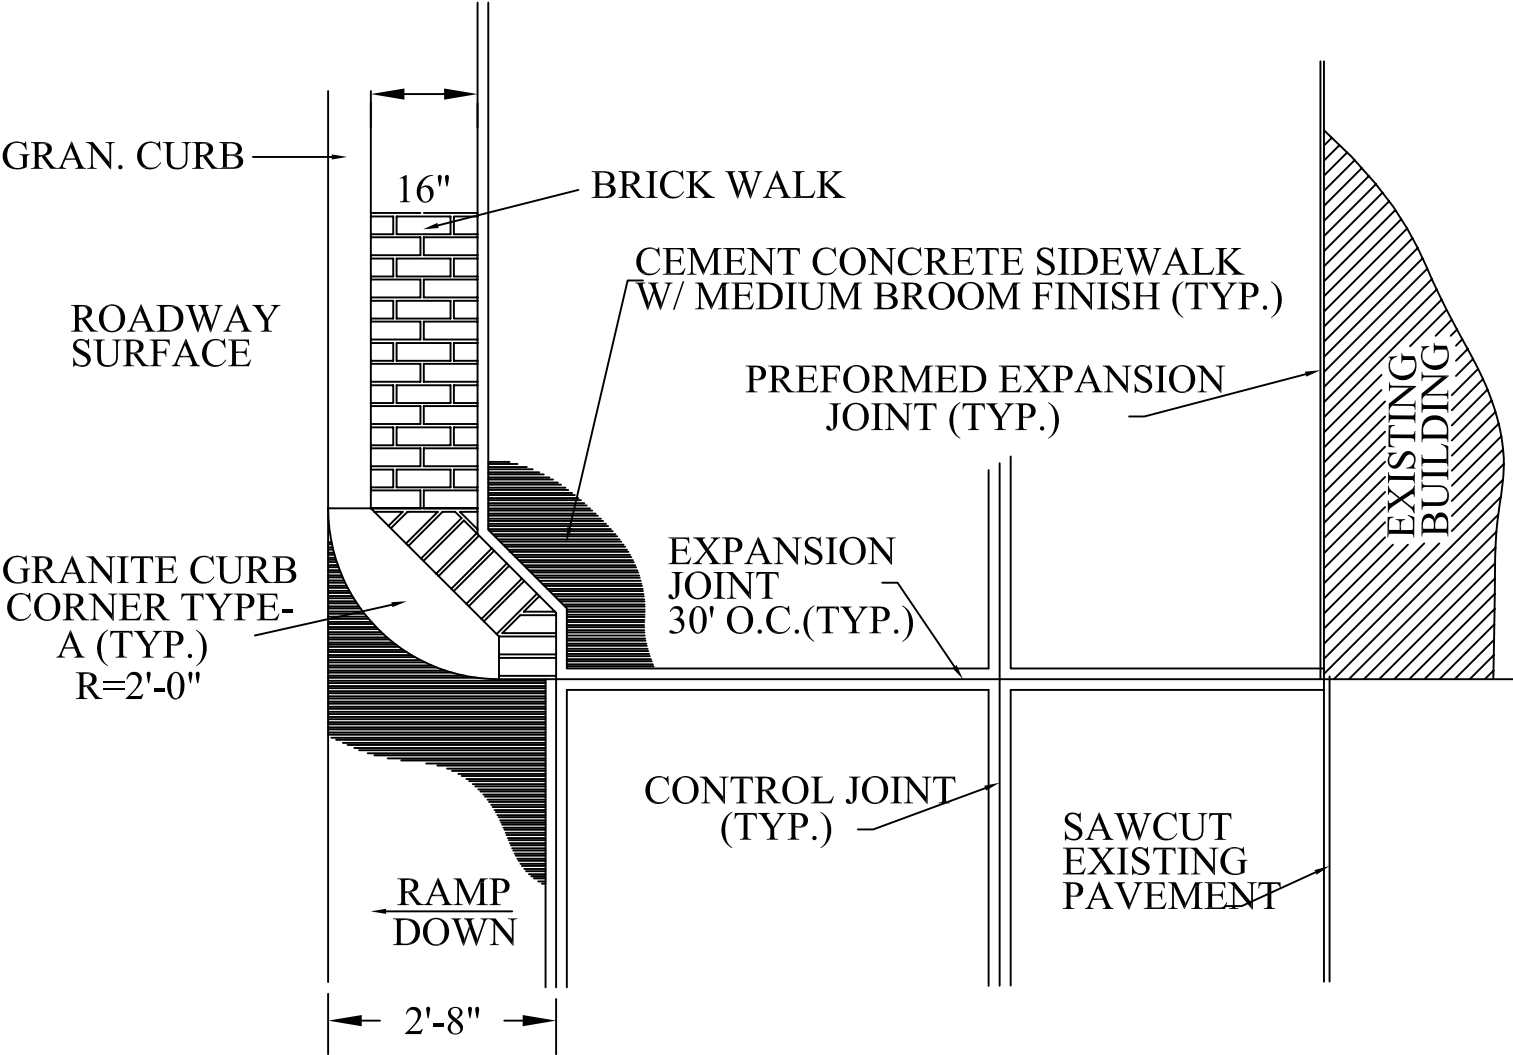 GRAN. CURB
16"
BRICK WALK
CEMENT CONCRETE SIDEWALK
W/ MEDIUM BROOM FINISH (TYP.)
ROADWAY
SURFACE
PREFORMED EXPANSION
JOINT (TYP.)
EXISTING
BUILDING
GRANITE CURB
CORNER TYPE-
A (TYP.)
R=2'-0"
EXPANSION
JOINT
30' O.C.(TYP.)
CONTROL JOINT
(TYP.)
SAWCUT
EXISTING
PAVEMENT
RAMP
DOWN
2'-8"